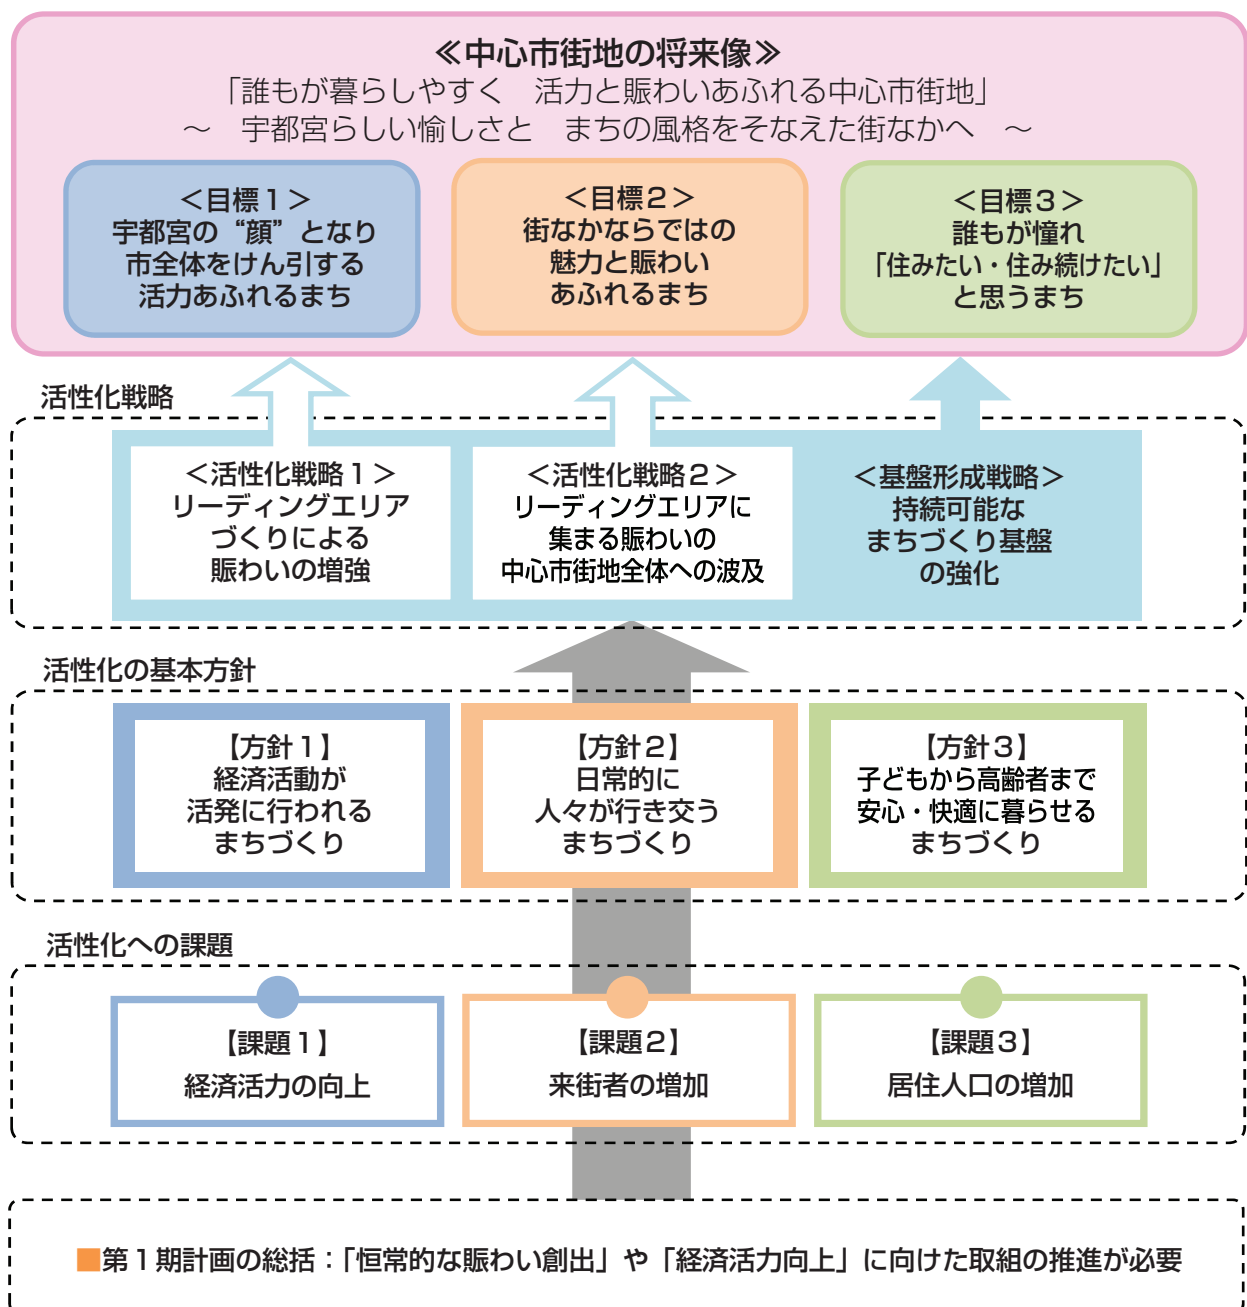 ≪中心市街地の将来像≫
「誰もが暮らしやすく　活力と賑わいあふれる中心市街地」
～　宇都宮らしい愉しさと　まちの風格をそなえた街なかへ　～
＜目標１＞
宇都宮の“顔”となり
市全体をけん引する
活力あふれるまち
＜目標２＞
街なかならではの
魅力と賑わい
あふれるまち
＜目標３＞
誰もが憧れ
「住みたい・住み続けたい」
と思うまち
活性化戦略
＜活性化戦略１＞
リーディングエリア
づくりによる
賑わいの増強
＜活性化戦略２＞
リーディングエリアに
集まる賑わいの
中心市街地全体への波及
＜基盤形成戦略＞
持続可能な
まちづくり基盤
の強化
活性化の基本方針
【方針１】
経済活動が
活発に行われる
まちづくり
【方針２】
日常的に
人々が行き交う
まちづくり
【方針３】
子どもから高齢者まで
安心・快適に暮らせる
まちづくり
活性化への課題
【課題１】
経済活力の向上
【課題２】
来街者の増加
【課題３】
居住人口の増加
■第１期計画の総括：「恒常的な賑わい創出」や「経済活力向上」に向けた取組の推進が必要